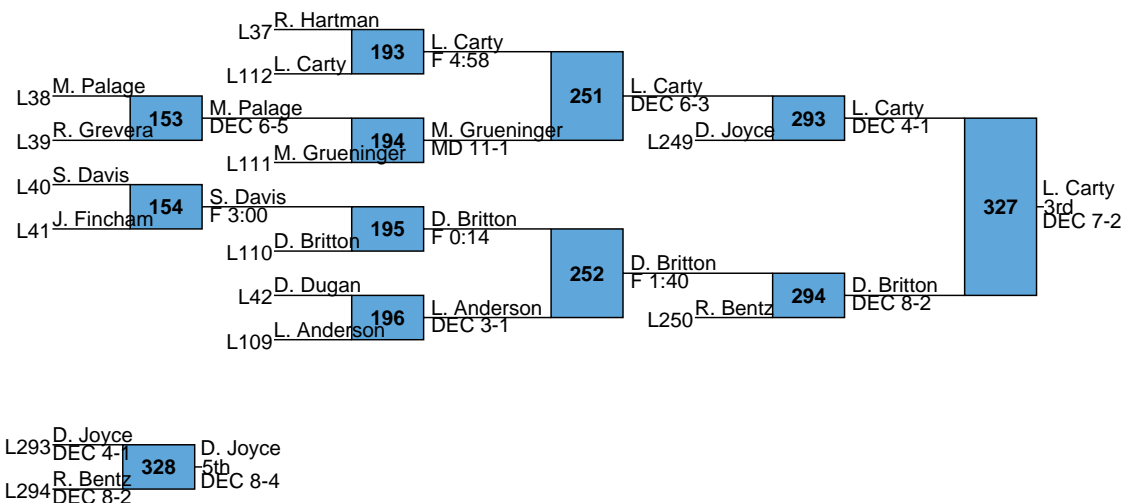 R. Hartman
L37
193
L. Carty
F 4:58
L. Carty
L112
M. Palage
L38
153
M. Palage
DEC 6-5
R. Grevera
L39
194
M. Grueninger
MD 11-1
M. Grueninger
L111
251
L. Carty
DEC 6-3
293
L. Carty
DEC 4-1
D. Joyce
L249
S. Davis
L40
154
S. Davis
F 3:00
J. Fincham
L41
195
D. Britton
F 0:14
D. Britton
L110
327
L. Carty
3rd
DEC 7-2
252
D. Britton
F 1:40
D. Dugan
L42
196
L. Anderson
DEC 3-1
L. Anderson
L109
294
D. Britton
DEC 8-2
R. Bentz
L250
L293
D. Joyce
DEC 4-1
328
D. Joyce
5th
DEC 8-4
L294
R. Bentz
DEC 8-2